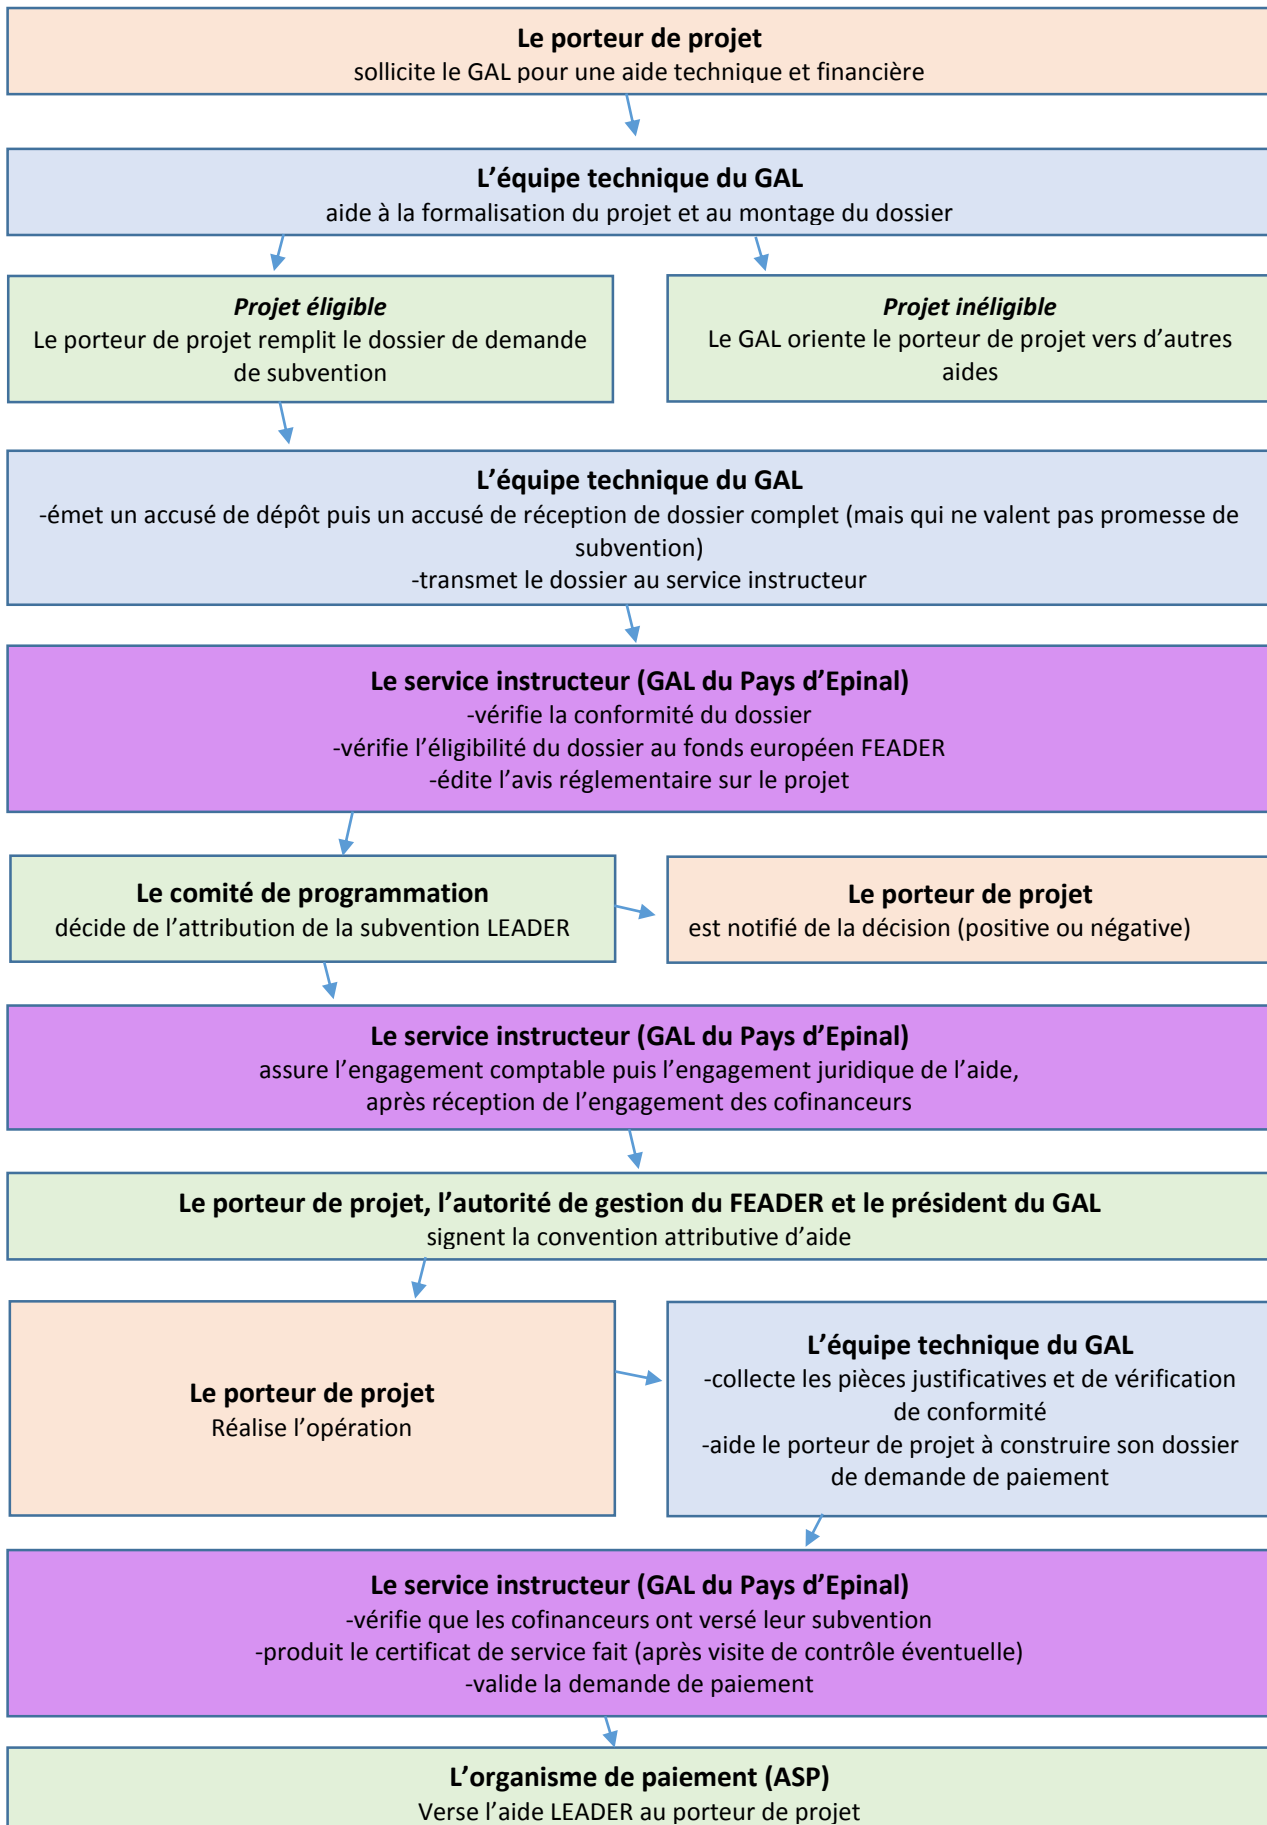 Le porteur de projet
sollicite le GAL pour une aide technique et financière
L’équipe technique du GAL
aide à la formalisation du projet et au montage du dossier
Projet éligible
Le porteur de projet remplit le dossier de demande
de subvention
Projet inéligible
Le GAL oriente le porteur de projet vers d’autres
aides
L’équipe technique du GAL
-émet un accusé de dépôt puis un accusé de réception de dossier complet (mais qui ne valent pas promesse de
subvention)
-transmet le dossier au service instructeur
Le service instructeur (GAL du Pays d’Epinal)
-vérifie la conformité du dossier
-vérifie l’éligibilité du dossier au fonds européen FEADER
-édite l’avis réglementaire sur le projet
Le comité de programmation
décide de l’attribution de la subvention LEADER
Le porteur de projet
est notifié de la décision (positive ou négative)
Le service instructeur (GAL du Pays d’Epinal)
assure l’engagement comptable puis l’engagement juridique de l’aide,
après réception de l’engagement des cofinanceurs
Le porteur de projet, l’autorité de gestion du FEADER et le président du GAL
signent la convention attributive d’aide
Le porteur de projet
Réalise l’opération
L’équipe technique du GAL
-collecte les pièces justificatives et de vérification
de conformité
-aide le porteur de projet à construire son dossier
de demande de paiement
Le service instructeur (GAL du Pays d’Epinal)
-vérifie que les cofinanceurs ont versé leur subvention
-produit le certificat de service fait (après visite de contrôle éventuelle)
-valide la demande de paiement
L’organisme de paiement (ASP)
Verse l’aide LEADER au porteur de projet